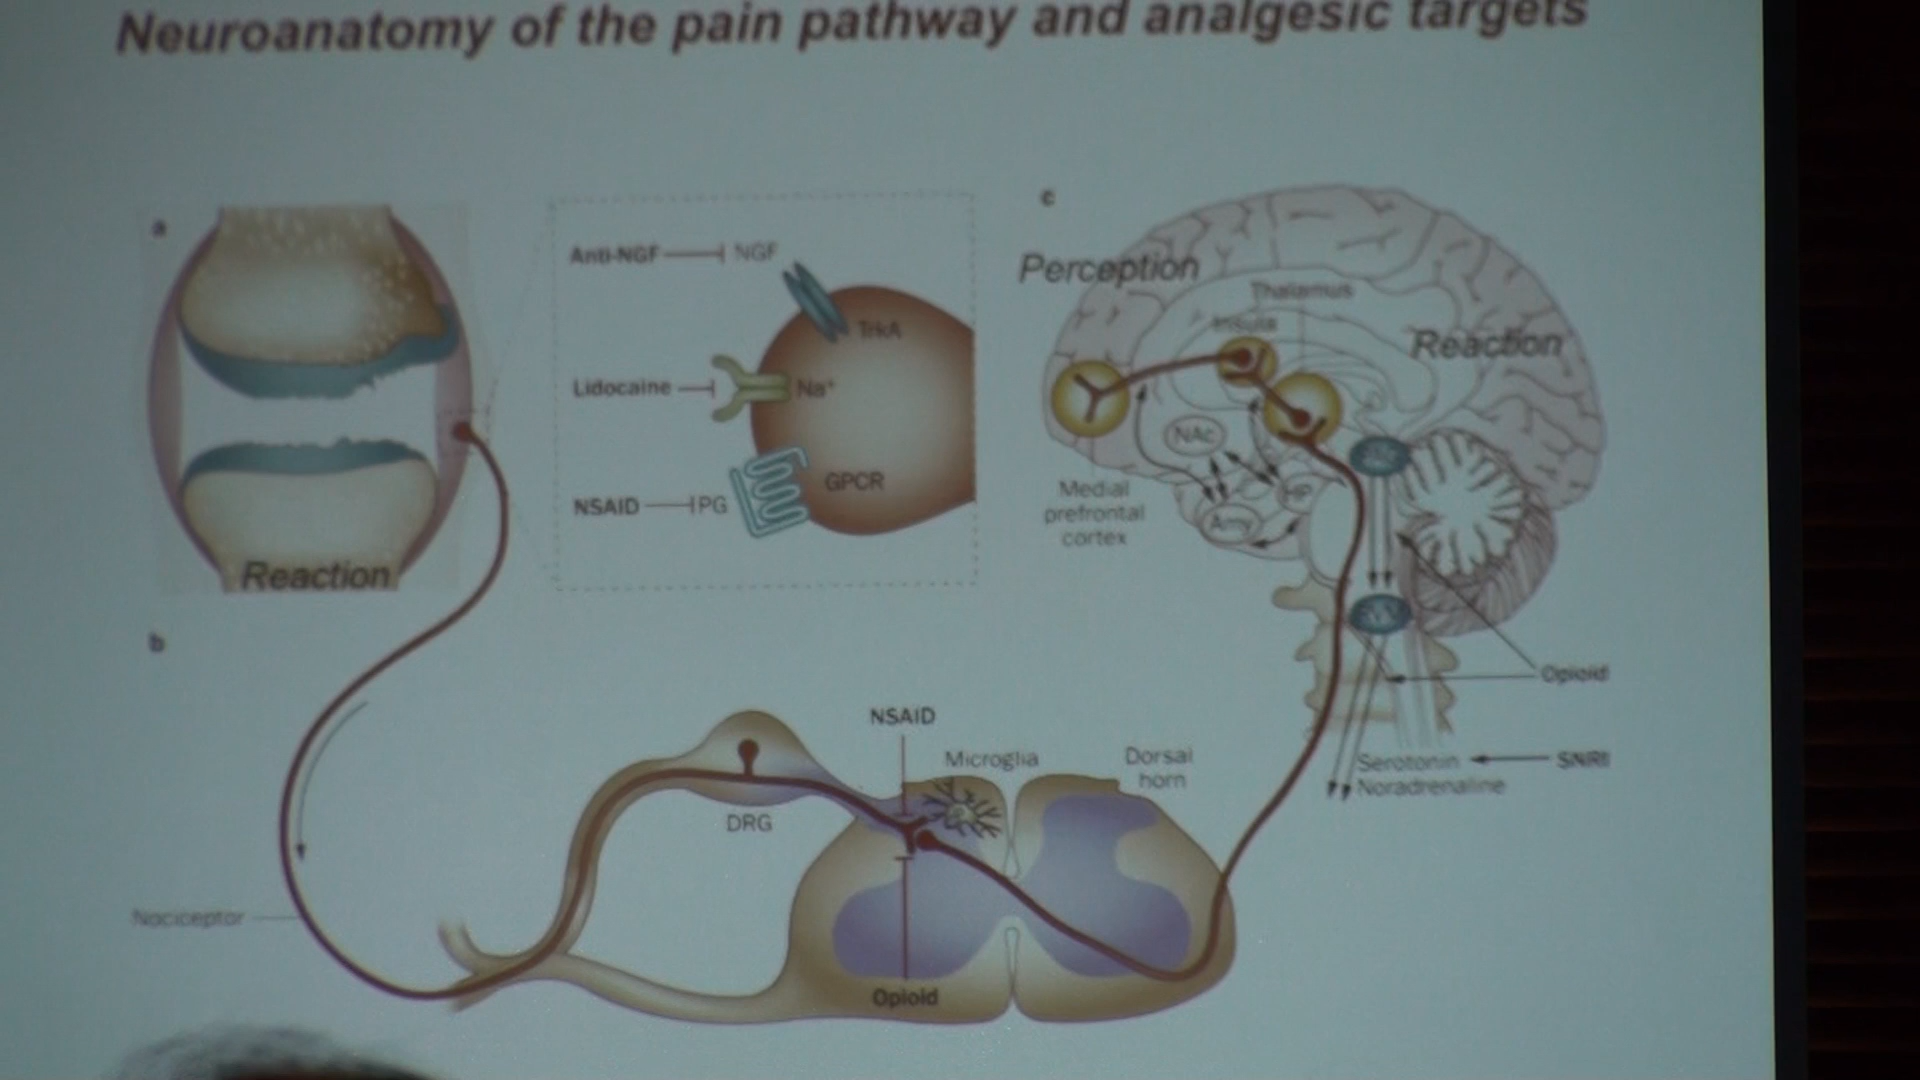 Neuroanatomy of the pain pathway and analgesic targets
a
Reaction
Anti-NGF
NGF
TrkA
Lidocaine
Na+
NSAID
PG
GPCR
c
Perception
Thalamus
Insula
Reaction
NAc
HP
Amy
Medial
prefrontal
cortex
Opioid
Serotonin
SNRI
Noradrenaline
b
NSAID
Microglia
Dorsal
horn
DRG
Nociceptor
Opioid